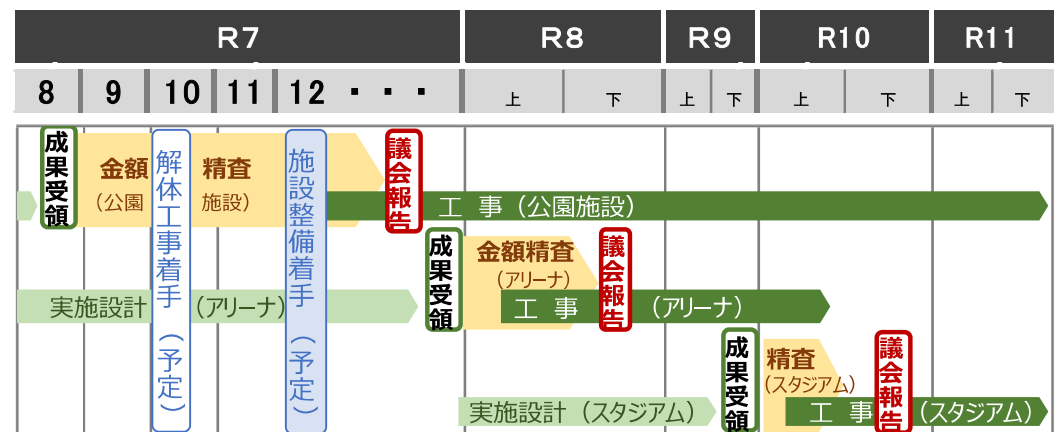 R7 R8 R9 R10 R11
8 9 10 11 12 ・・・ 上 下 上 下 上 下 上 下
成果受領
金額精査
（公園施設）
解体工事着手（予定）
施設整備着手（予定）
議会報告
工 事（公園施設）
実施設計（アリーナ）
成果受領
金額精査
（アリーナ）
議会報告
工 事 （アリーナ）
実施設計（スタジアム）
成果受領
精査
（スタジアム）
議会報告
工 事 （スタジアム）